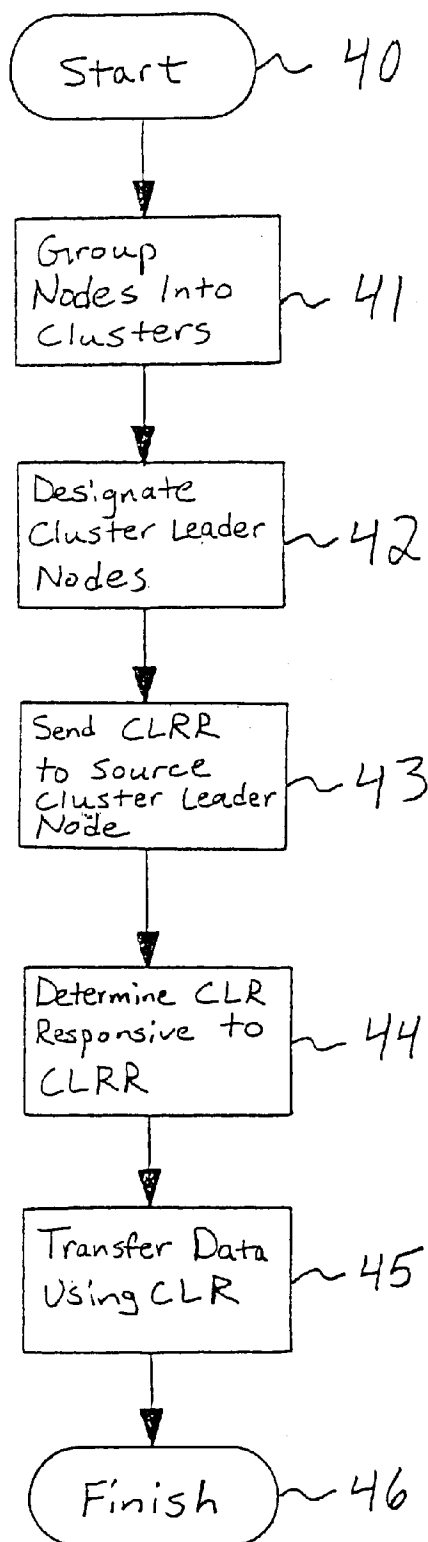 Start
40
Group
Nodes Into
Clusters
41
Designate
Cluster Leader
Nodes
42
Send CLRR
to Source
Cluster Leader
Node
43
Determine CLR
Responsive to
CLRR
44
Transfer Data
Using CLR
45
Finish
46